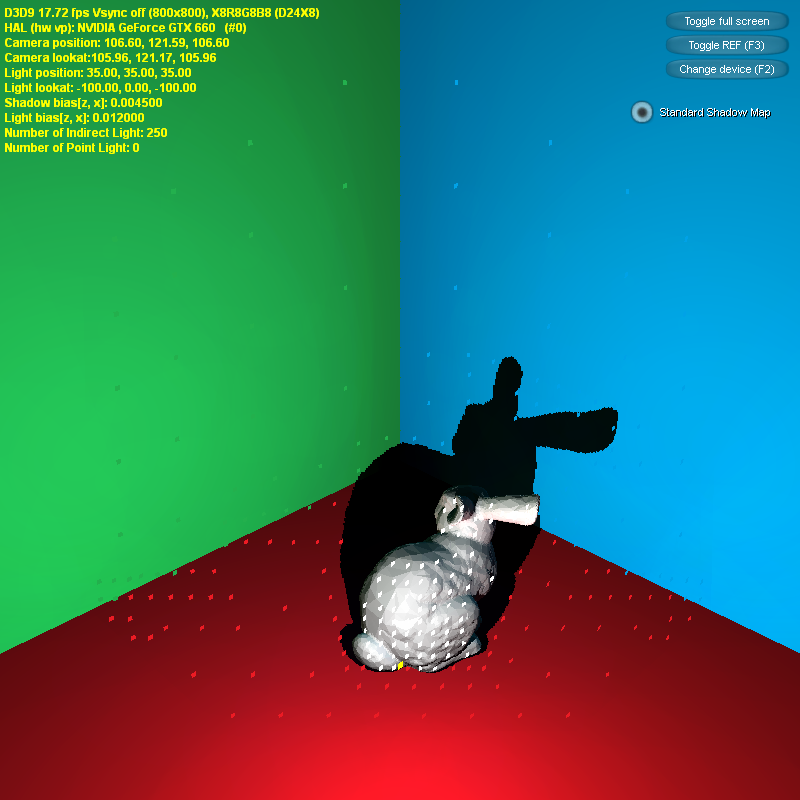 D3D9 17.72 fps Vsync off (800x800), X8R8G8B8 (D24X8)
HAL (hw vp): NVIDIA GeForce GTX 660 (#0)
Camera position: 106.60, 121.59, 106.60
Camera lookat:105.96, 121.17, 105.96
Light position: 35.00, 35.00, 35.00
Light lookat: -100.00, 0.00, -100.00
Shadow bias[z, x]: 0.004500
Light bias[z, x]: 0.012000
Number of Indirect Light: 250
Number of Point Light: 0
Toggle full screen
Toggle REF (F3)
Change device (F2)
Standard Shadow Map